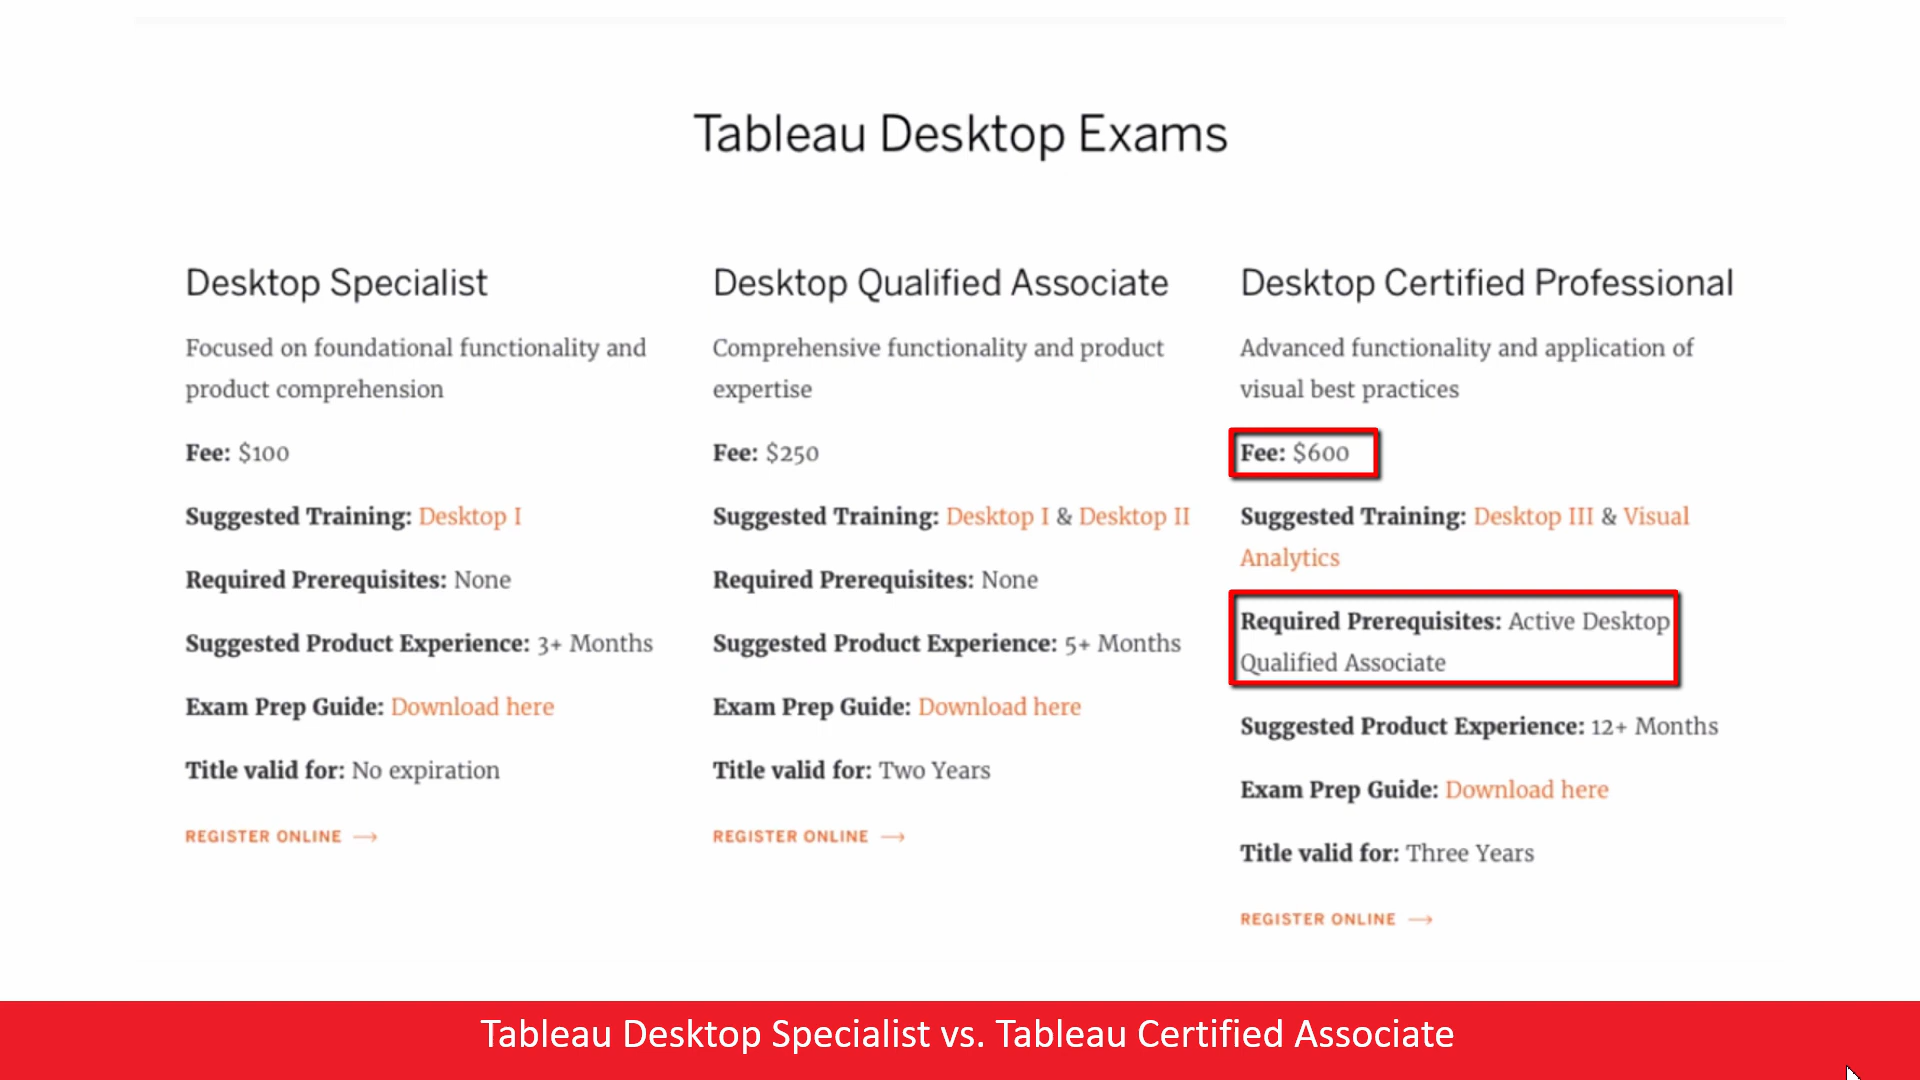 Tableau Desktop Exams
Desktop Specialist
Focused on foundational functionality and
product comprehension
Fee: $100
Suggested Training: Desktop I
Required Prerequisites: None
Suggested Product Experience: 3+ Months
Exam Prep Guide: Download here
Title valid for: No expiration
REGISTER ONLINE →
Desktop Qualified Associate
Comprehensive functionality and product
expertise
Fee: $250
Suggested Training: Desktop I & Desktop II
Required Prerequisites: None
Suggested Product Experience: 5+ Months
Exam Prep Guide: Download here
Title valid for: Two Years
REGISTER ONLINE →
Desktop Certified Professional
Advanced functionality and application of
visual best practices
Fee: $600
Suggested Training: Desktop III & Visual
Analytics
Required Prerequisites: Active Desktop
Qualified Associate
Suggested Product Experience: 12+ Months
Exam Prep Guide: Download here
Title valid for: Three Years
REGISTER ONLINE →
Tableau Desktop Specialist vs. Tableau Certified Associate